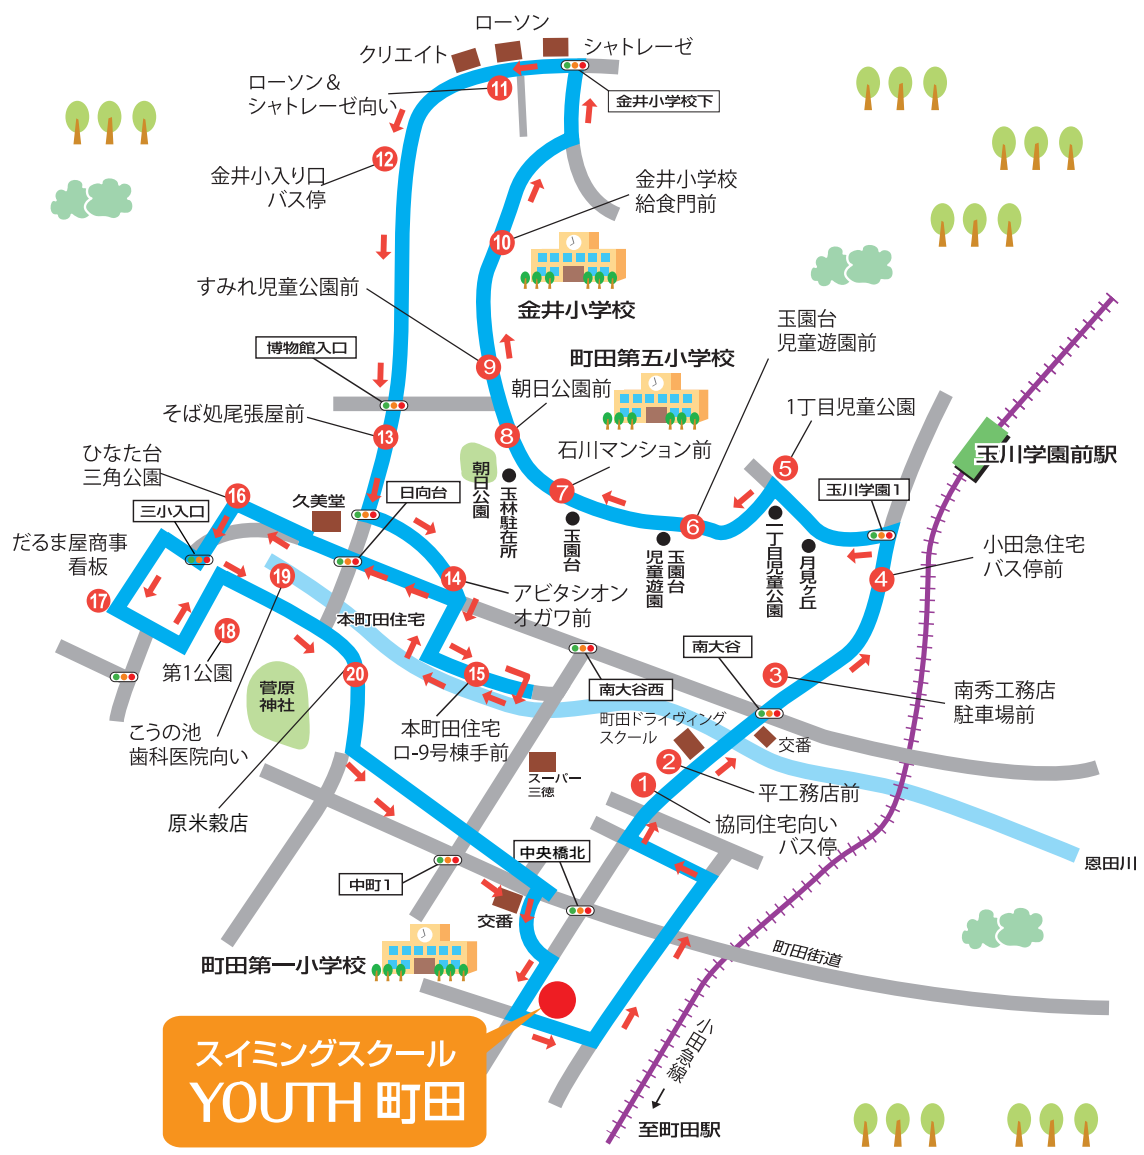 ローソン
クリエイト
シャトレーゼ
ローソン＆
シャトレーゼ向い
11
金井小学校下
12
金井小入り口
バス停
金井小学校
給食門前
10
金井小学校
すみれ児童公園前
玉園台
児童遊園前
博物館入口
9
町田第五小学校
朝日公園前
そば処尾張屋前
13
8
1丁目児童公園
ひなた台
三角公園
朝日公園
石川マンション前
5
玉川学園前駅
16
久美堂
日向台
玉林駐在所
7
玉川学園1
三小入口
玉園台
6
一丁目児童公園
だるま屋商事
看板
玉園台
児童遊園
月見ヶ丘
小田急住宅
バス停前
19
14
4
アビタシオン
オガワ前
17
本町田住宅
18
南大谷
第1公園
20
15
3
菅原
神社
南大谷西
南秀工務店
駐車場前
こうの池
歯科医院向い
本町田住宅
ロ-9号棟手前
町田ドライヴィング
スクール
交番
2
スーパー
三徳
1
平工務店前
原米穀店
協同住宅向い
バス停
中央橋北
恩田川
中町1
交番
町田第一小学校
町田街道
小田急線
スイミングスクール
YOUTH 町田
至町田駅